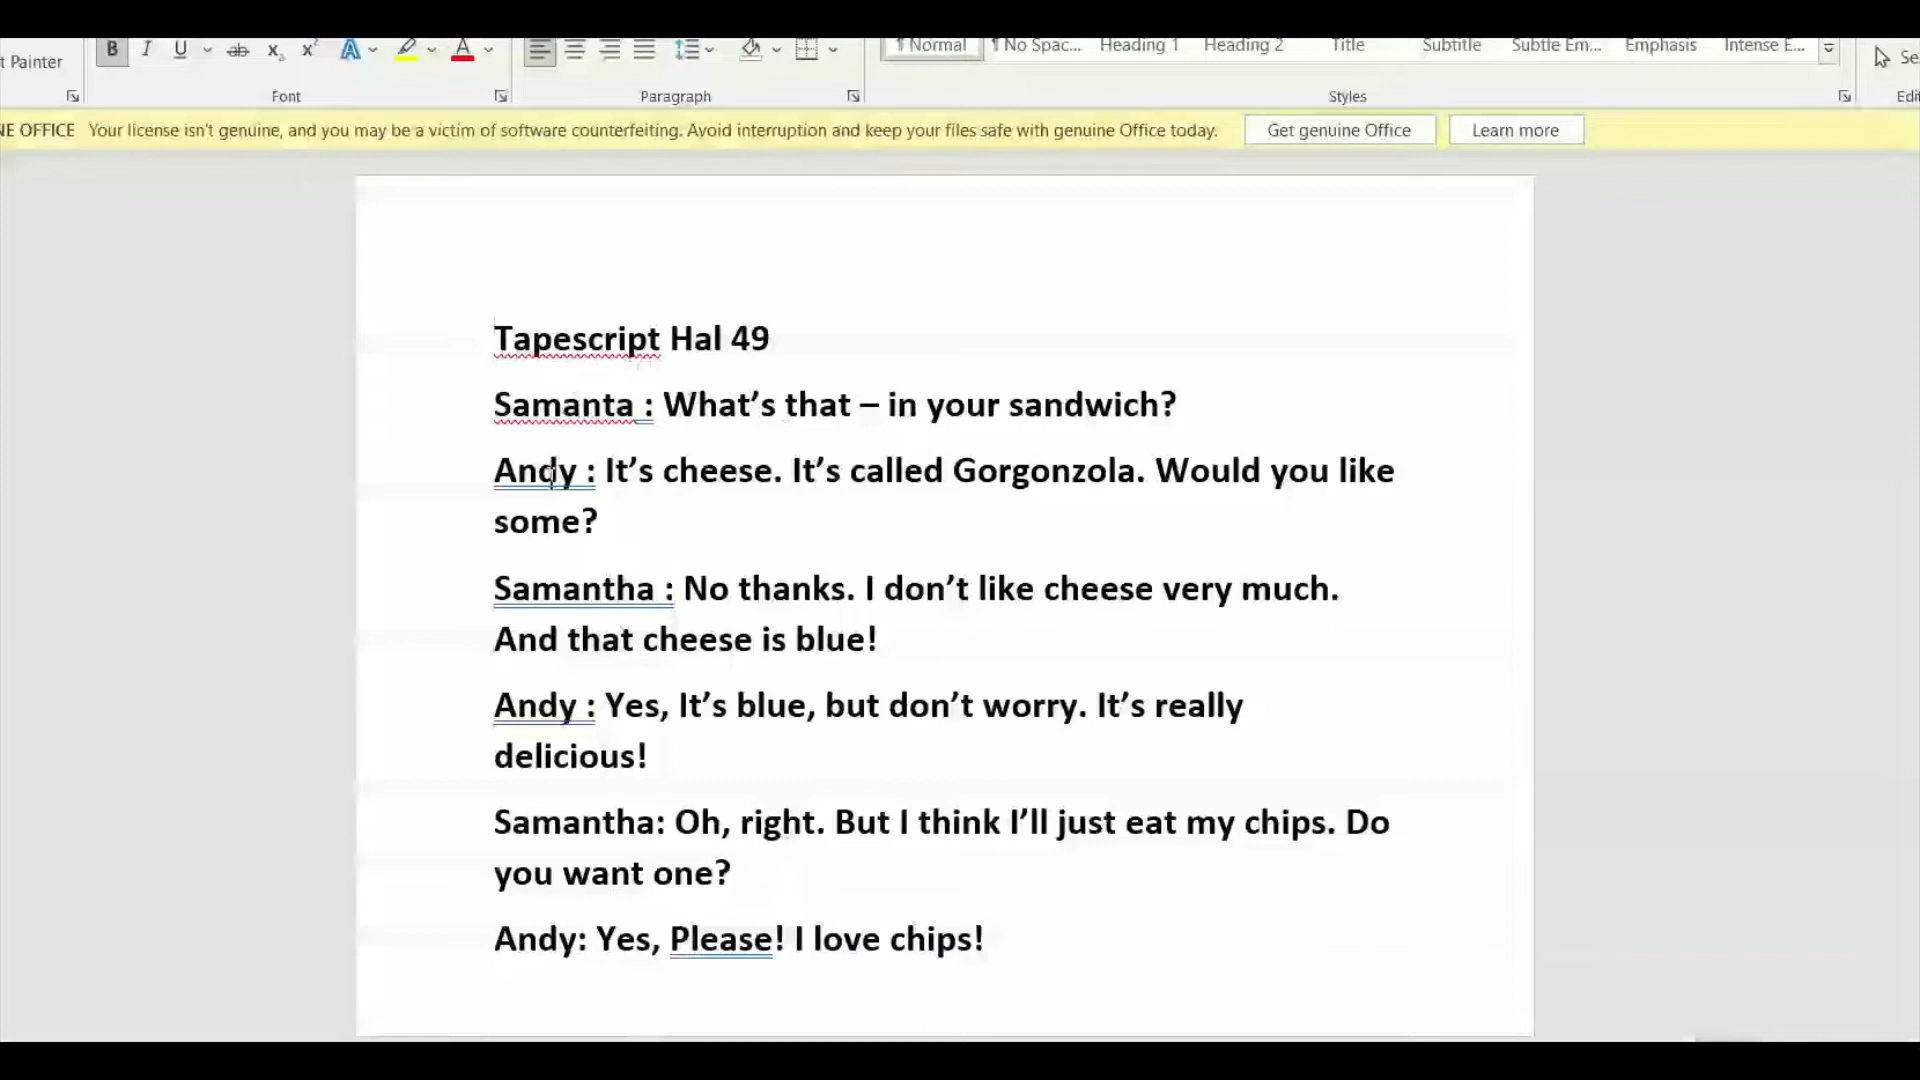 t Painter
B I U ab x x A A
Normal No Spac... Heading 1 Heading 2 Title Subtitle Subtle Em... Emphasis Intense E... Se
Font Paragraph Styles Edi
NE OFFICE Your license isn't genuine, and you may be a victim of software counterfeiting. Avoid interruption and keep your files safe with genuine Office today. Get genuine Office Learn more
Tapescript Hal 49
Samanta : What's that – in your sandwich?
Andy : It's cheese. It's called Gorgonzola. Would you like
some?
Samantha : No thanks. I don't like cheese very much.
And that cheese is blue!
Andy : Yes, It's blue, but don't worry. It's really
delicious!
Samantha: Oh, right. But I think I'll just eat my chips. Do
you want one?
Andy: Yes, Please! I love chips!